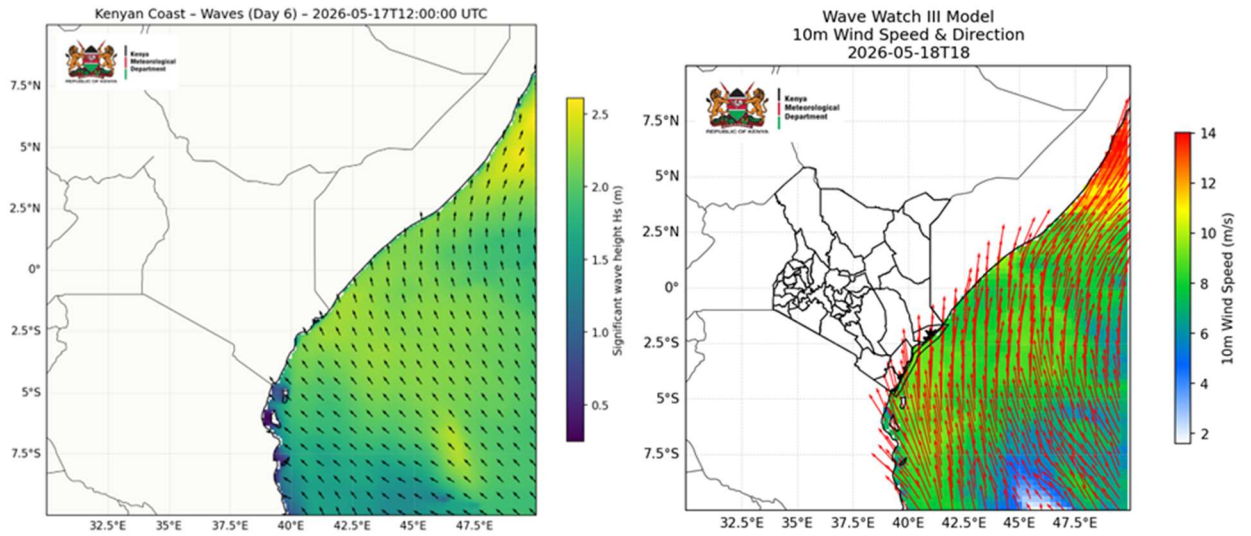 Kenyan Coast – Waves (Day 6) – 2026-05-17T12:00:00 UTC
Kenya
Meteorological
Department
REPUBLIC OF KENYA
7.5°N
5°N
2.5°N
0°
2.5°S
5°S
7.5°S
32.5°E 35°E 37.5°E 40°E 42.5°E 45°E 47.5°E
2.5
2.0
1.5
1.0
0.5
Significant wave height Hs (m)
Wave Watch III Model
10m Wind Speed & Direction
2026-05-18T18
Kenya
Meteorological
Department
REPUBLIC OF KENYA
7.5°N
5°N
2.5°N
0°
2.5°S
5°S
7.5°S
32.5°E 35°E 37.5°E 40°E 42.5°E 45°E 47.5°E
14
12
10
8
6
4
2
10m Wind Speed (m/s)